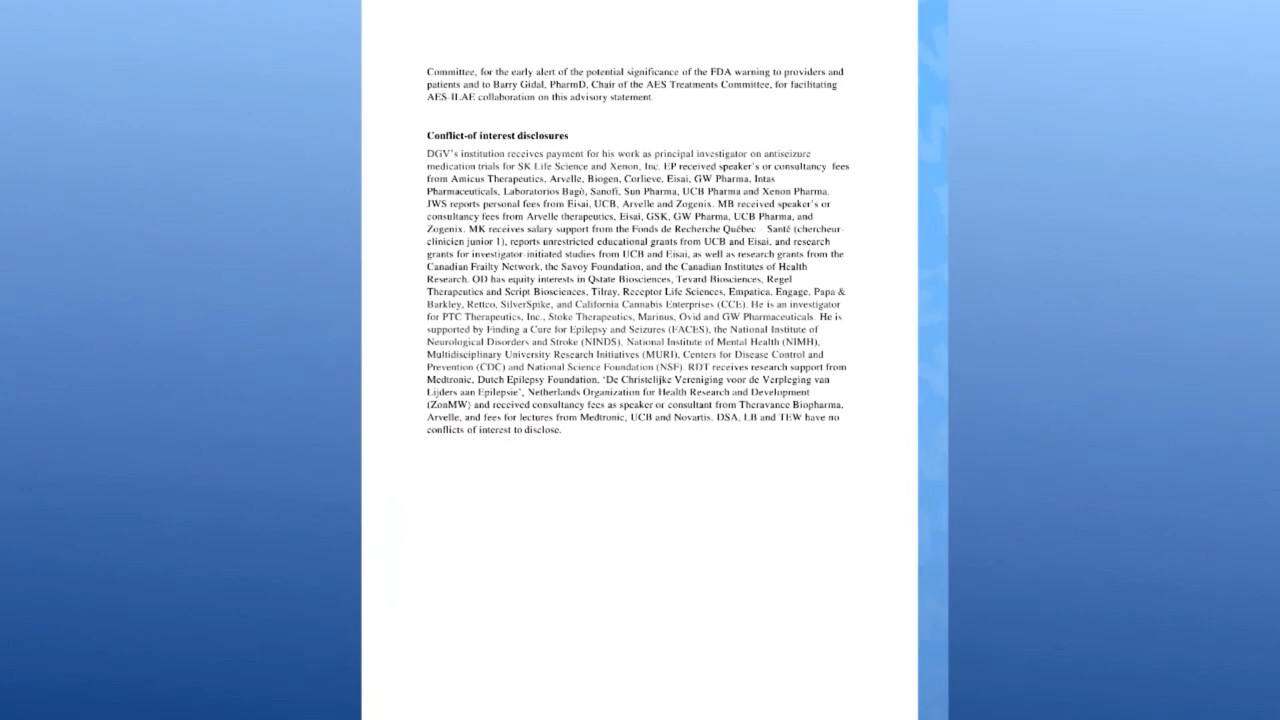 Committee, for the early alert of the potential significance of the FDA warning to providers and
patients and to Barry Gidal, PharmD, Chair of the AES Treatments Committee, for facilitating
AES-ILAE collaboration on this advisory statement.
Conflict-of interest disclosures
DGV's institution receives payment for his work as principal investigator on antiseizure
medication trials for SK Life Science and Xenon, Inc. EP received speaker's or consultancy fees
from Amicus Therapeutics, Arvelle, Biogen, Corlieve, Eisai, GW Pharma, Intas
Pharmaceuticals, Laboratorios Bagò, Sanofi, Sun Pharma, UCB Pharma and Xenon Pharma.
JWS reports personal fees from Eisai, UCB, Arvelle and Zogenix. MB received speaker's or
consultancy fees from Arvelle therapeutics, Eisai, GSK, GW Pharma, UCB Pharma, and
Zogenix. MK receives salary support from the Fonds de Recherche Québec – Santé (chercheur-
clinicien junior 1), reports unrestricted educational grants from UCB and Eisai, and research
grants for investigator-initiated studies from UCB and Eisai, as well as research grants from the
Canadian Frailty Network, the Savoy Foundation, and the Canadian Institutes of Health
Research. OD has equity interests in Qstate Biosciences, Tevard Biosciences, Regel
Therapeutics and Script Biosciences, Tilray, Receptor Life Sciences, Empatica, Engage, Papa &
Barkley, Rettco, SilverSpike, and California Cannabis Enterprises (CCE). He is an investigator
for PTC Therapeutics, Inc., Stoke Therapeutics, Marinus, Ovid and GW Pharmaceuticals. He is
supported by Finding a Cure for Epilepsy and Seizures (FACES), the National Institute of
Neurological Disorders and Stroke (NINDS), National Institute of Mental Health (NIMH),
Multidisciplinary University Research Initiatives (MURI), Centers for Disease Control and
Prevention (CDC) and National Science Foundation (NSF). RDT receives research support from
Medtronic, Dutch Epilepsy Foundation, 'De Christelijke Vereniging voor de Verpleging van
Lijders aan Epilepsie', Netherlands Organization for Health Research and Development
(ZonMW) and received consultancy fees as speaker or consultant from Theravance Biopharma,
Arvelle, and fees for lectures from Medtronic, UCB and Novartis. DSA, LB and TEW have no
conflicts of interest to disclose.